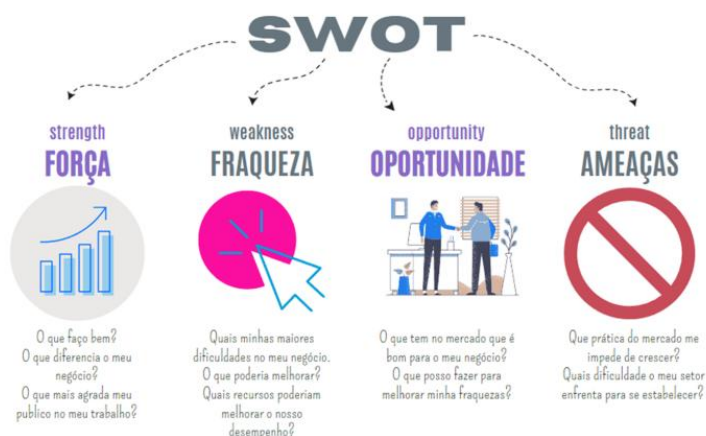 SWOT
strength
FORÇA
O que faço bem?
O que diferencia o meu
negócio?
O que mais agrada meu
publico no meu trabalho?
weakness
FRAQUEZA
Quais minhas maiores
dificuldades no meu negócio.
O que poderia melhorar?
Quais recursos poderiam
melhorar o nosso
desempenho?
opportunity
OPORTUNIDADE
O que tem no mercado que é
bom para o meu negócio?
O que posso fazer para
melhorar minha fraquezas?
threat
AMEAÇAS
Que prática do mercado me
impede de crescer?
Quais dificuldade o meu setor
enfrenta para se estabelecer?